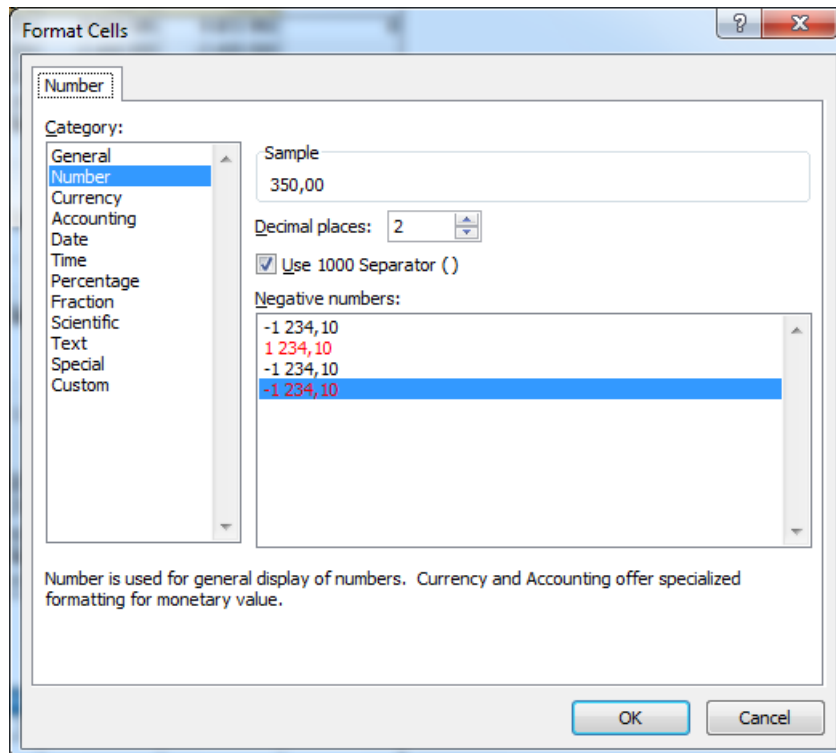 Format Cells
Number
Category:
General
Number
Currency
Accounting
Date
Time
Percentage
Fraction
Scientific
Text
Special
Custom
Sample
350,00
Decimal places: 2
Use 1000 Separator ( )
Negative numbers:
-1 234,10
1 234,10
-1 234,10
-1 234,10
Number is used for general display of numbers.  Currency and Accounting offer specialized
formatting for monetary value.
OK
Cancel